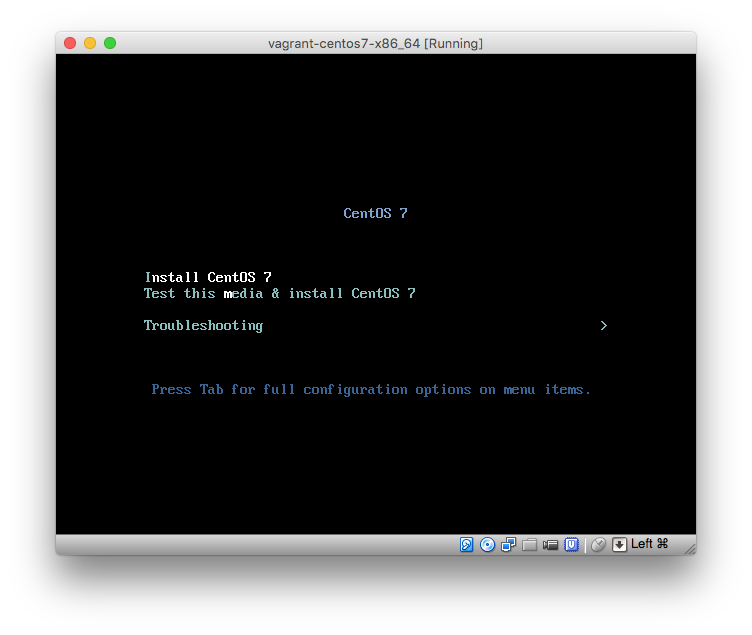 vagrant-centos7-x86_64 [Running]
CentOS 7
Install CentOS 7
Test this media & install CentOS 7
Troubleshooting >
Press Tab for full configuration options on menu items.
Left ⌘